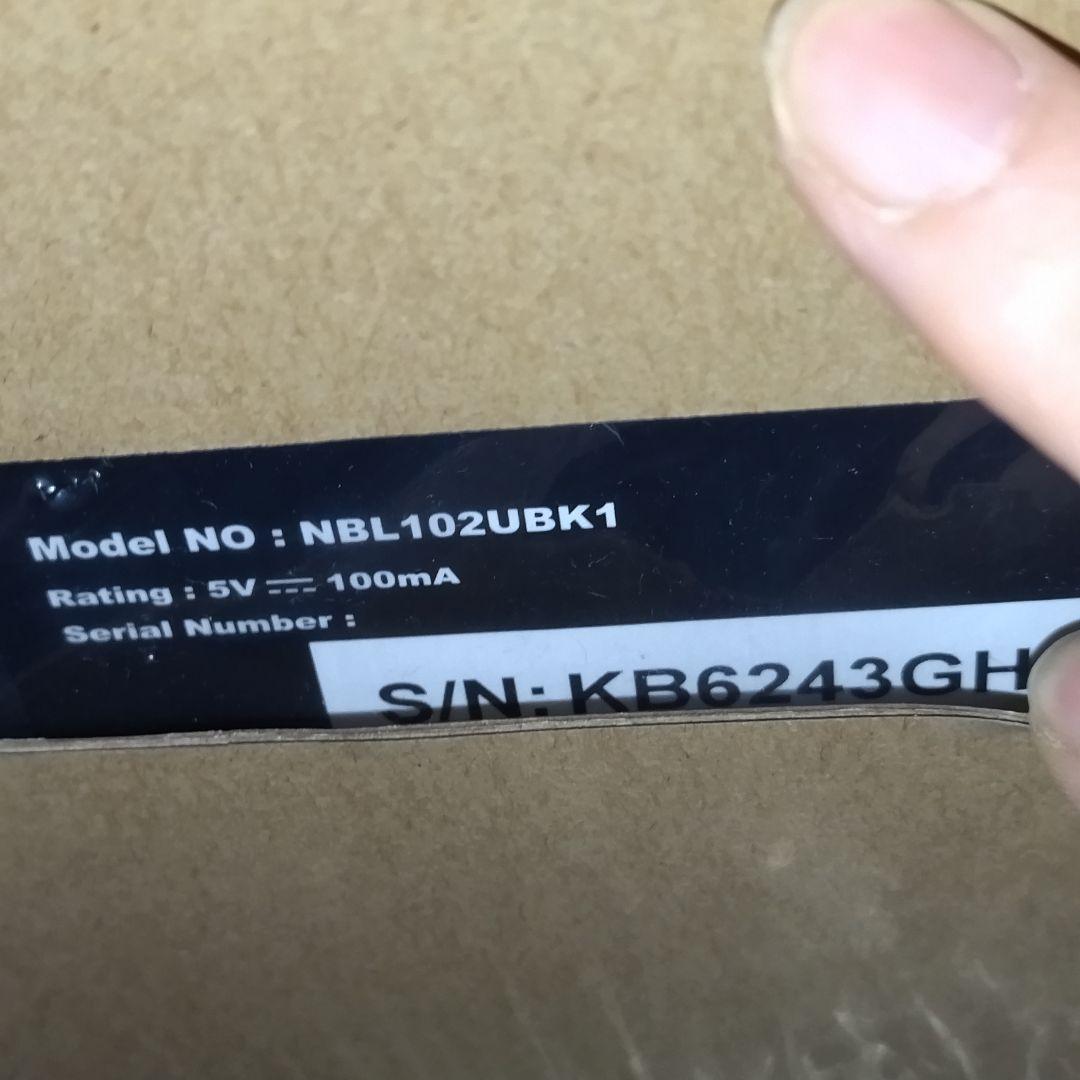 Model NO : NBL102UBK1
Rating : 5V ⎓ 100mA
Serial Number :
S/N: KB6243GH